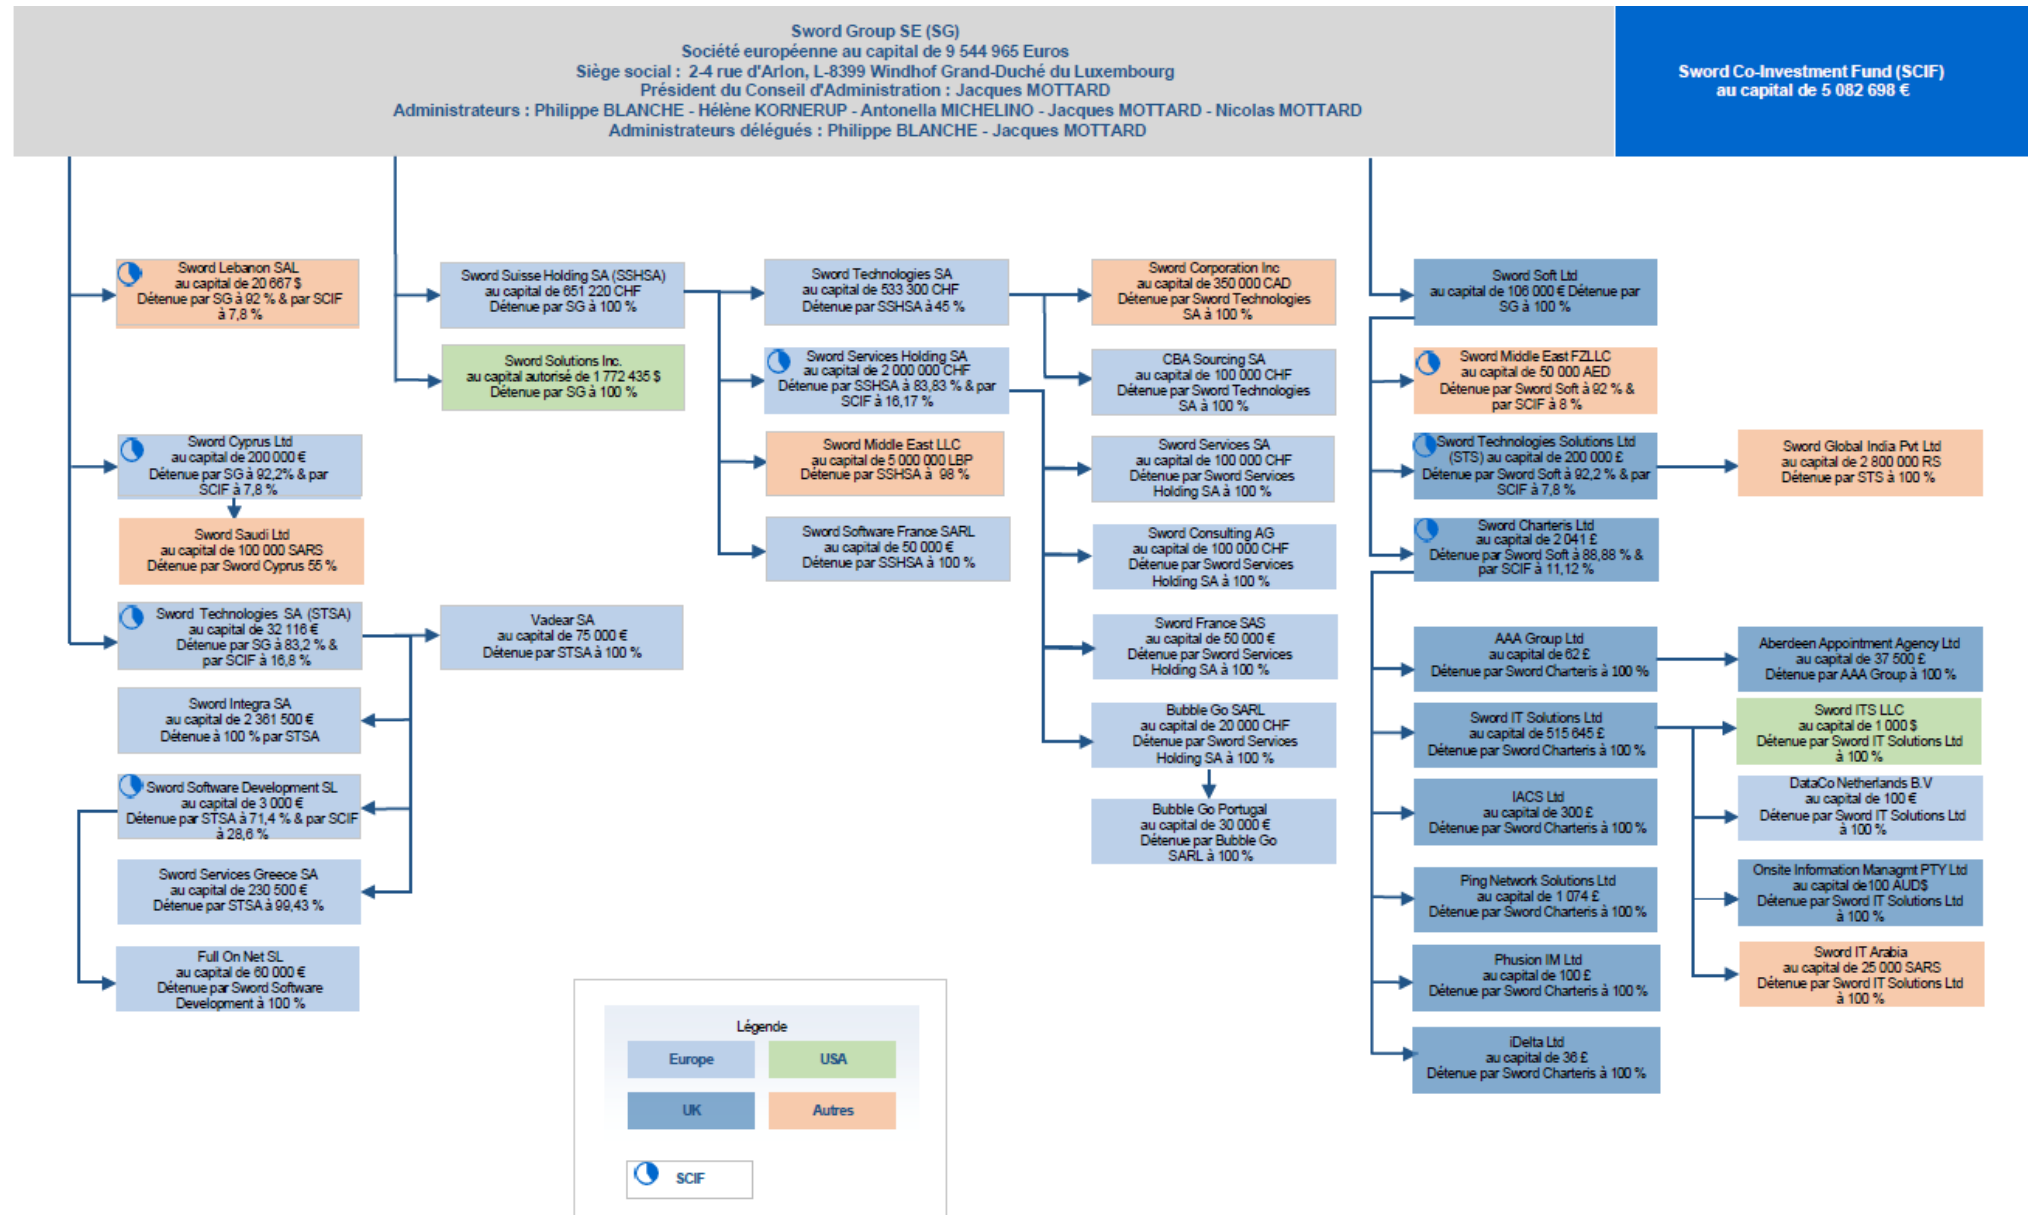 Sword Group SE (SG)
Société européenne au capital de 9 544 965 Euros
Siège social : 2-4 rue d'Arlon, L-8399 Windhof Grand-Duché du Luxembourg
Président du Conseil d'Administration : Jacques MOTTARD
Administrateurs : Philippe BLANCHE - Hélène KORNERUP - Antonella MICHELINO - Jacques MOTTARD - Nicolas MOTTARD
Administrateurs délégués : Philippe BLANCHE - Jacques MOTTARD
Sword Co-Investment Fund (SCIF)
au capital de 5 082 698 €
Sword Lebanon SAL
au capital de 20 667 $
Détenue par SG à 92 % & par SCIF
à 7,8 %
Sword Cyprus Ltd
au capital de 200 000 €
Détenue par SG à 92,2% & par
SCIF à 7,8 %
Sword Saudi Ltd
au capital de 100 000 SARS
Détenue par Sword Cyprus 55 %
Sword Technologies SA (STSA)
au capital de 32 116 €
Détenue par SG à 83,2 % &
par SCIF à 16,8 %
Vadear SA
au capital de 75 000 €
Détenue par STSA à 100 %
Sword Integra SA
au capital de 2 361 500 €
Détenue à 100 % par STSA
Sword Software Development SL
au capital de 3 000 €
Détenue par STSA à 71,4 % & par SCIF
à 28,6 %
Sword Services Greece SA
au capital de 230 500 €
Détenue par STSA à 99,43 %
Full On Net SL
au capital de 60 000 €
Détenue par Sword Software
Development à 100 %
Sword Suisse Holding SA (SSHSA)
au capital de 651 220 CHF
Détenue par SG à 100 %
Sword Solutions Inc.
au capital autorisé de 1 772 435 $
Détenue par SG à 100 %
Sword Technologies SA
au capital de 533 300 CHF
Détenue par SSHSA à 45 %
Sword Services Holding SA
au capital de 2 000 000 CHF
Détenue par SSHSA à 83,83 % & par
SCIF à 16,17 %
Sword Middle East LLC
au capital de 5 000 000 LBP
Détenue par SSHSA à 98 %
Sword Software France SARL
au capital de 50 000 €
Détenue par SSHSA à 100 %
Sword Corporation Inc
au capital de 350 000 CAD
Détenue par Sword Technologies
SA à 100 %
CBA Sourcing SA
au capital de 100 000 CHF
Détenue par Sword Technologies
SA à 100 %
Sword Services SA
au capital de 100 000 CHF
Détenue par Sword Services
Holding SA à 100 %
Sword Consulting AG
au capital de 100 000 CHF
Détenue par Sword Services
Holding SA à 100 %
Sword France SAS
au capital de 50 000 €
Détenue par Sword Services
Holding SA à 100 %
Bubble Go SARL
au capital de 20 000 CHF
Détenue par Sword Services
Holding SA à 100 %
Bubble Go Portugal
au capital de 30 000 €
Détenue par Bubble Go
SARL à 100 %
Sword Soft Ltd
au capital de 106 000 € Détenue par
SG à 100 %
Sword Middle East FZLLC
au capital de 50 000 AED
Détenue par Sword Soft à 92 % &
par SCIF à 8 %
Sword Technologies Solutions Ltd
(STS) au capital de 200 000 £
Détenue par Sword Soft à 92,2 % & par
SCIF à 7,8 %
Sword Global India Pvt Ltd
au capital de 2 800 000 RS
Détenue par STS à 100 %
Sword Charteris Ltd
au capital de 2 041 £
Détenue par Sword Soft à 88,88 % &
par SCIF à 11,12 %
AAA Group Ltd
au capital de 62 £
Détenue par Sword Charteris à 100 %
Aberdeen Appointment Agency Ltd
au capital de 37 500 £
Détenue par AAA Group à 100 %
Sword IT Solutions Ltd
au capital de 515 645 £
Détenue par Sword Charteris à 100 %
Sword ITS LLC
au capital de 1 000 $
Détenue par Sword IT Solutions Ltd
à 100 %
DataCo Netherlands B.V
au capital de 100 €
Détenue par Sword IT Solutions Ltd
à 100 %
IACS Ltd
au capital de 300 £
Détenue par Sword Charteris à 100 %
Ping Network Solutions Ltd
au capital de 1 074 £
Détenue par Sword Charteris à 100 %
Onsite Information Managmt PTY Ltd
au capital de100 AUD$
Détenue par Sword IT Solutions Ltd
à 100 %
Phusion IM Ltd
au capital de 100 £
Détenue par Sword Charteris à 100 %
Sword IT Arabia
au capital de 25 000 SARS
Détenue par Sword IT Solutions Ltd
à 100 %
iDelta Ltd
au capital de 36 £
Détenue par Sword Charteris à 100 %
Légende
Europe
USA
UK
Autres
SCIF